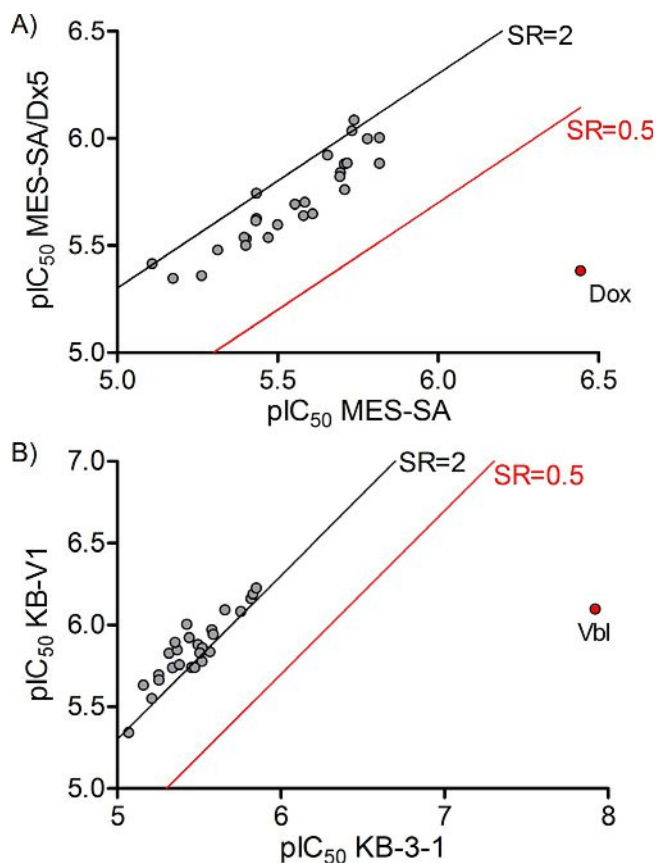 A)
6.5
SR=2
6.0
SR=0.5
5.5
Dox
5.0
5.0 5.5 6.0 6.5
pIC50 MES-SA/Dx5
pIC50 MES-SA
B)
7.0
SR=2
SR=0.5
6.5
6.0
Vbl
5.5
5.0
5 6 7 8
pIC50 KB-V1
pIC50 KB-3-1